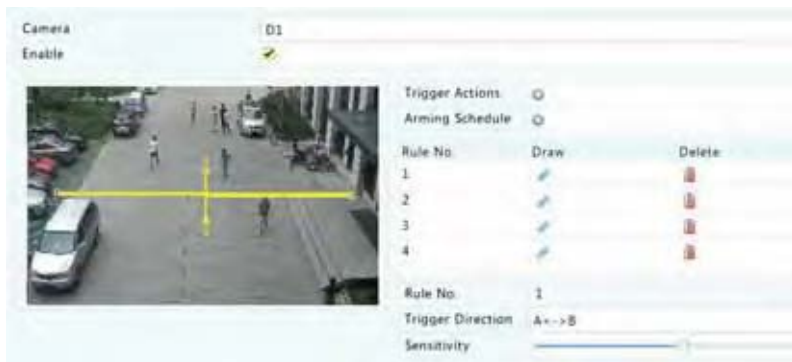 Camera D1
Enable
Trigger Actions
Arming Schedule
Rule No. Draw Delete
1
2
3
4
Rule No. 1
Trigger Direction A<-->B
Sensitivity